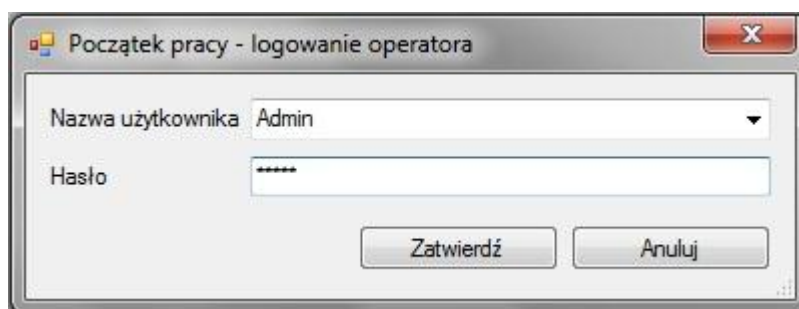 Początek pracy - logowanie operatora
Nazwa użytkownika Admin
Hasło *****
Zatwierdź Anuluj